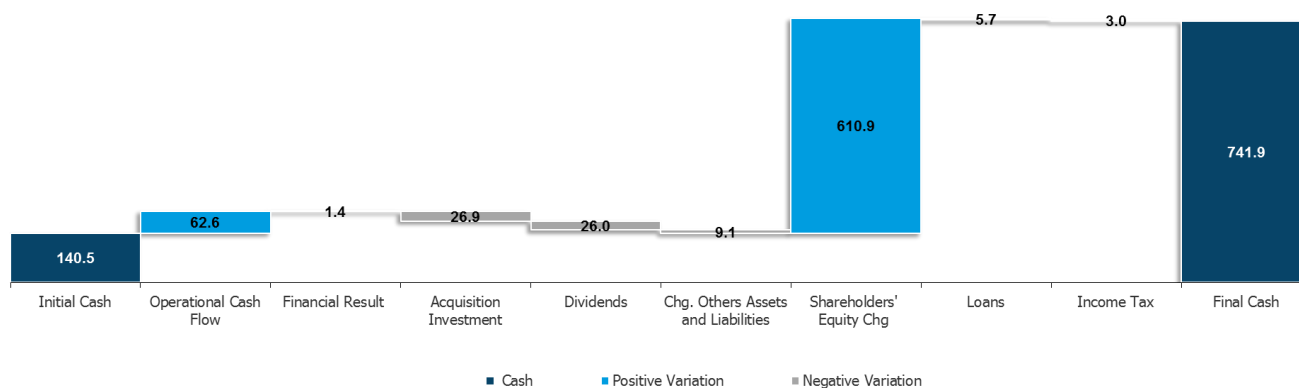 5.7
3.0
610.9
741.9
1.4
62.6
26.9
26.0
9.1
140.5
Initial Cash
Operational Cash
Flow
Financial Result
Acquisition
Investment
Dividends
Chg. Others Assets
and Liabilities
Shareholders'
Equity Chg
Loans
Income Tax
Final Cash
Cash
Positive Variation
Negative Variation